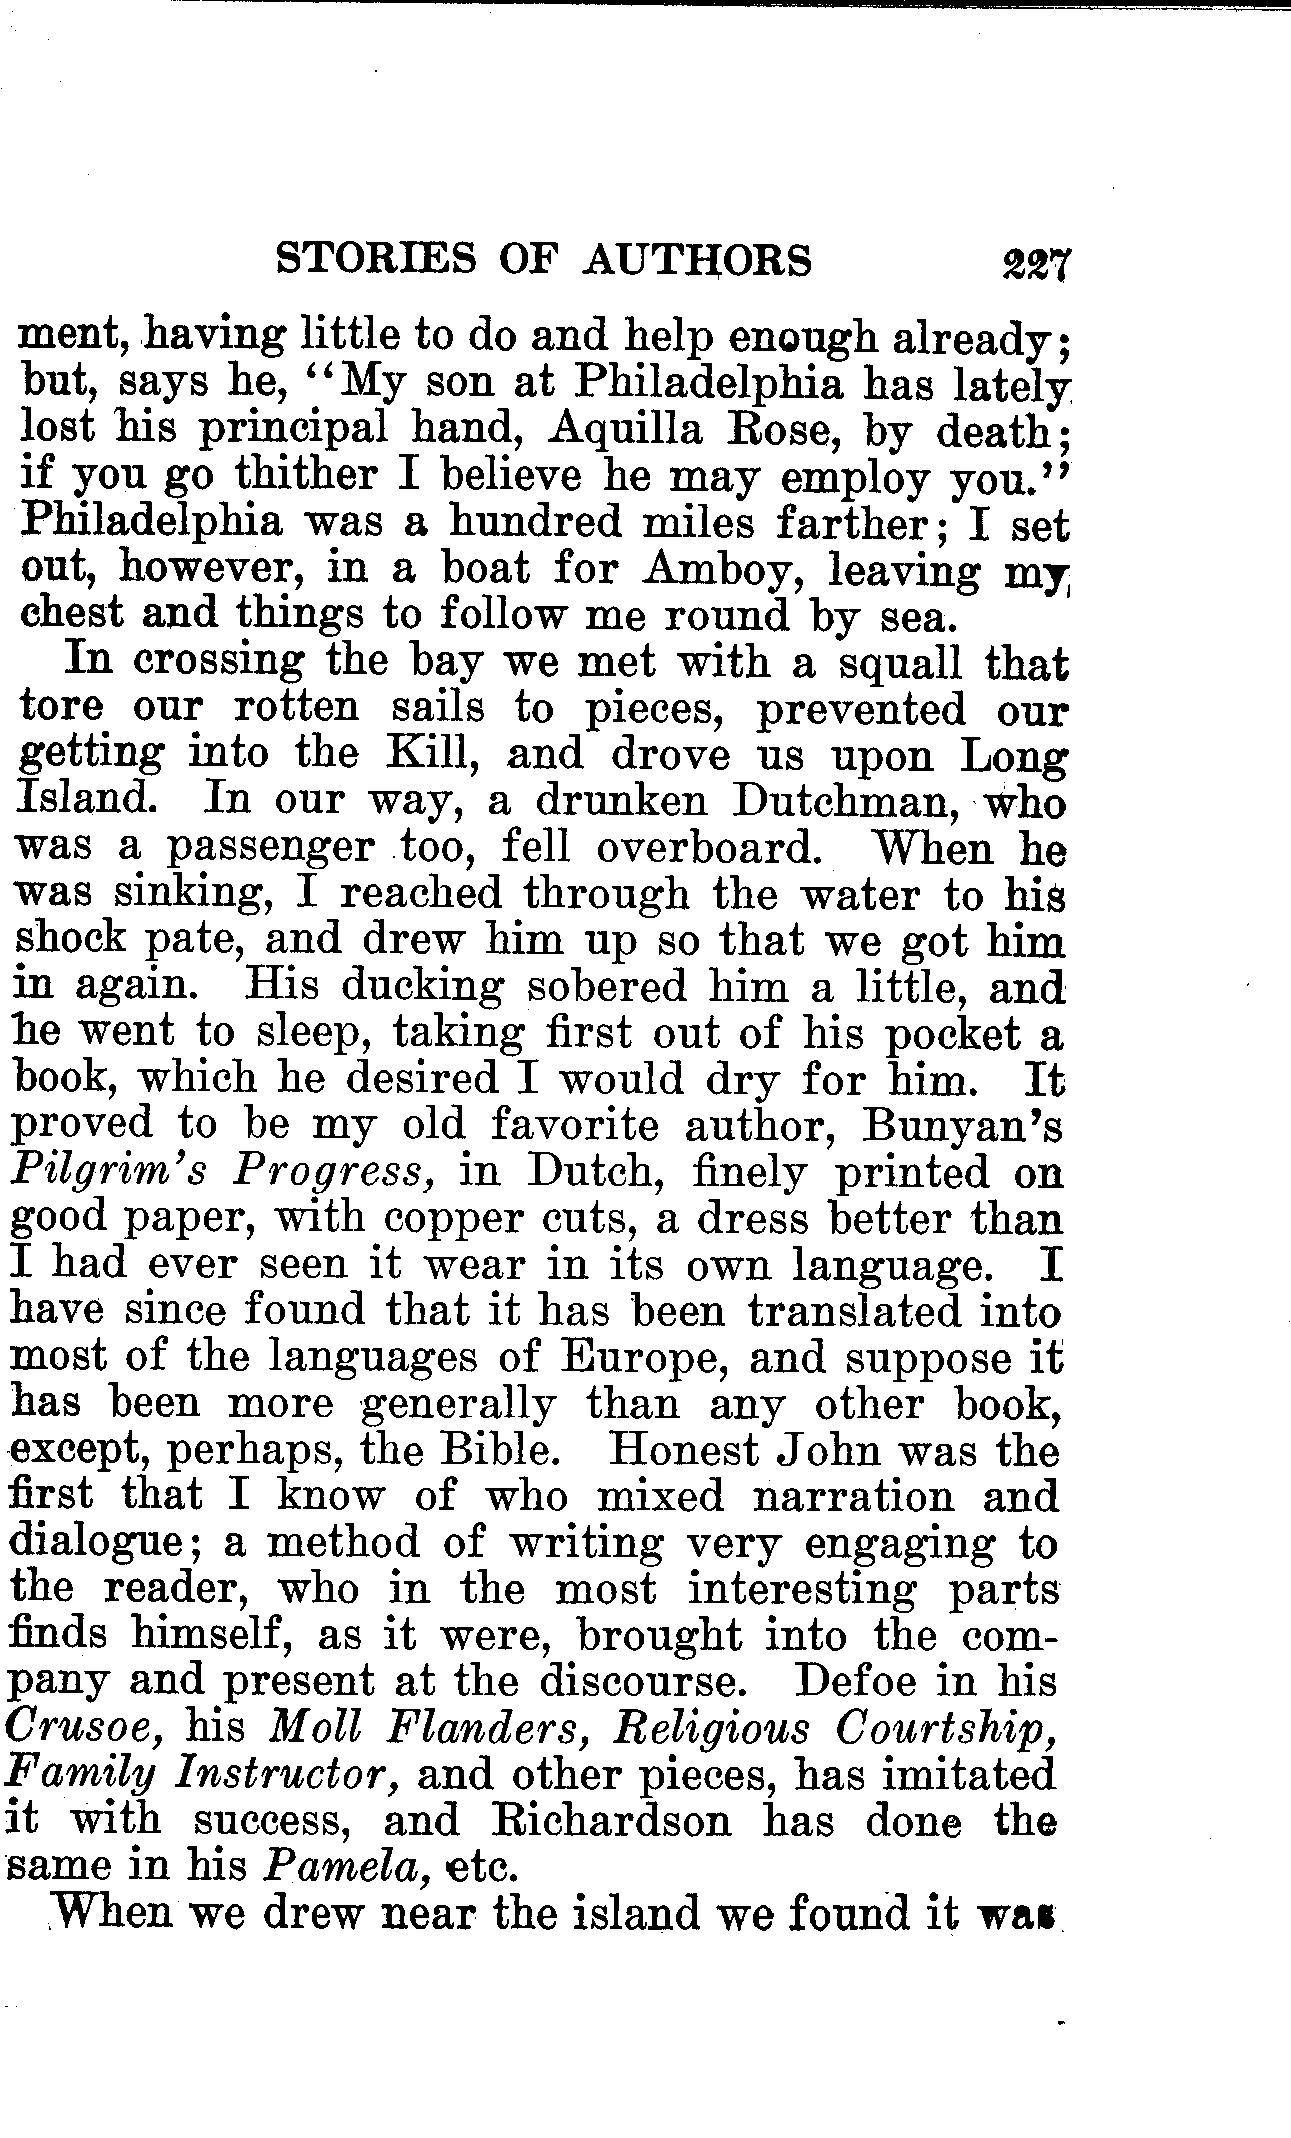 STORIES OF AUTHORS 227
ment, having little to do and help enough already;
but, says he, “My son at Philadelphia has lately
lost his principal hand, Aquilla Rose, by death;
if you go thither I believe he may employ you.”
Philadelphia was a hundred miles farther; I set
out, however, in a boat for Amboy, leaving my
chest and things to follow me round by sea.
In crossing the bay we met with a squall that
tore our rotten sails to pieces, prevented our
getting into the Kill, and drove us upon Long
Island. In our way, a drunken Dutchman, who
was a passenger too, fell overboard. When he
was sinking, I reached through the water to his
shock pate, and drew him up so that we got him
in again. His ducking sobered him a little, and
he went to sleep, taking first out of his pocket a
book, which he desired I would dry for him. It
proved to be my old favorite author, Bunyan's
Pilgrim's Progress, in Dutch, finely printed on
good paper, with copper cuts, a dress better than
I had ever seen it wear in its own language. I
have since found that it has been translated into
most of the languages of Europe, and suppose it
has been more generally than any other book,
except, perhaps, the Bible. Honest John was the
first that I know of who mixed narration and
dialogue; a method of writing very engaging to
the reader, who in the most interesting parts
finds himself, as it were, brought into the com-
pany and present at the discourse. Defoe in his
Crusoe, his Moll Flanders, Religious Courtship,
Family Instructor, and other pieces, has imitated
it with success, and Richardson has done the
same in his Pamela, etc.
When we drew near the island we found it was